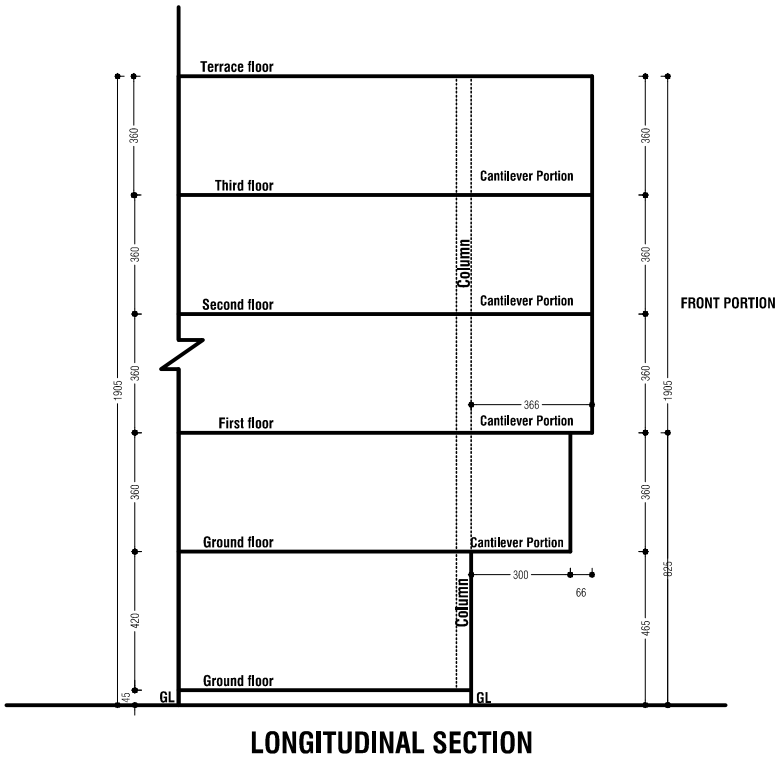 Terrace floor
360
360
Cantilever Portion
Third floor
360
Column
360
Cantilever Portion
Second floor
FRONT PORTION
1905
360
366
360
1905
Cantilever Portion
First floor
360
360
Cantilever Portion
Ground floor
300
66
825
Column
420
465
Ground floor
45
GL
GL
LONGITUDINAL SECTION